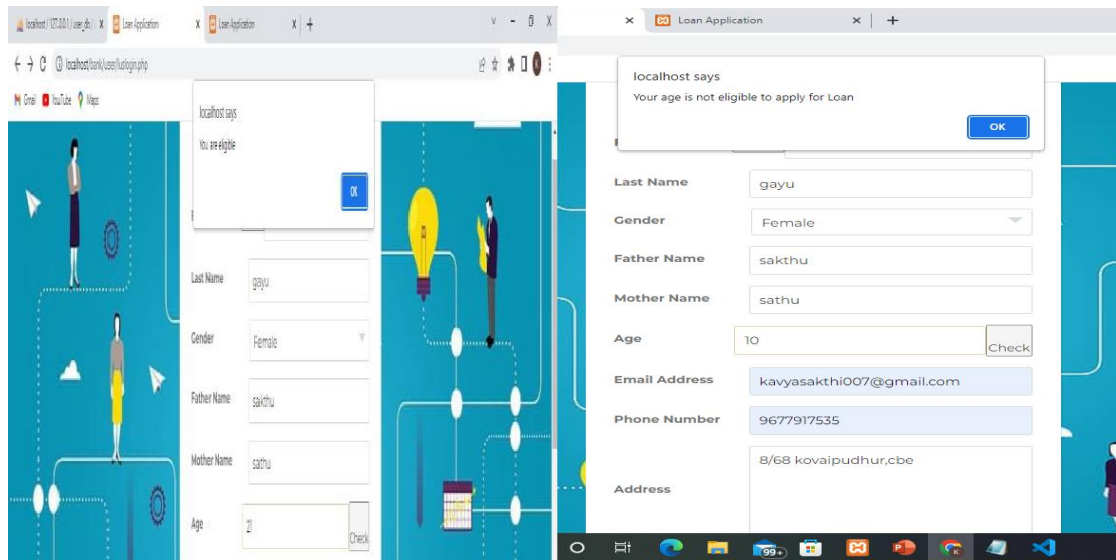 localhost / 127.0.0.1 / user_db / X Loan Application X Loan Application X +
localhost/bank/user/luslogin.php
Gmail YouTube Maps
localhost says
You are eligible
OK
Last Name gayu
Gender Female
Father Name sakthu
Mother Name sathu
Age 21 Check
× Loan Application × +
localhost says
Your age is not eligible to apply for Loan
OK
Last Name gayu
Gender Female
Father Name sakthu
Mother Name sathu
Age 10 Check
Email Address kavyasakthi007@gmail.com
Phone Number 9677917535
Address 8/68 kovaipudhur,cbe
99+